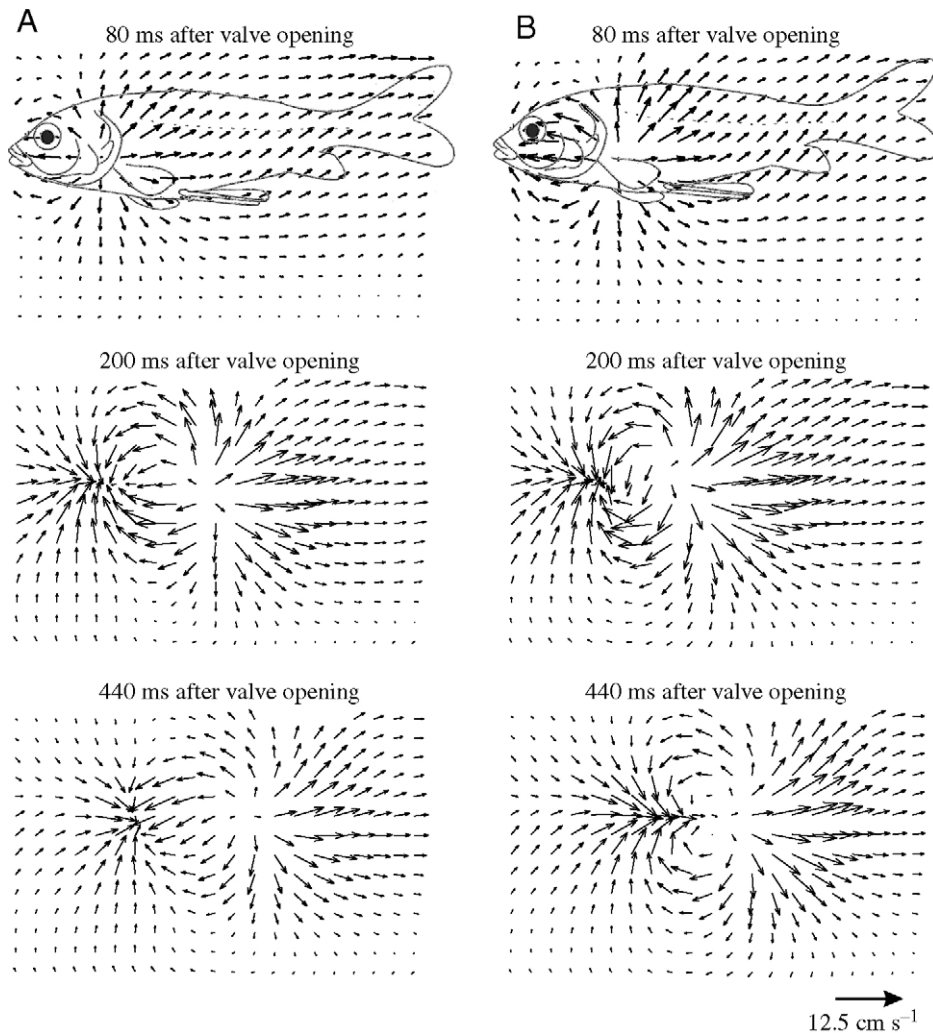 A
B
80 ms after valve opening
80 ms after valve opening
200 ms after valve opening
200 ms after valve opening
440 ms after valve opening
440 ms after valve opening
12.5 cm s⁻¹